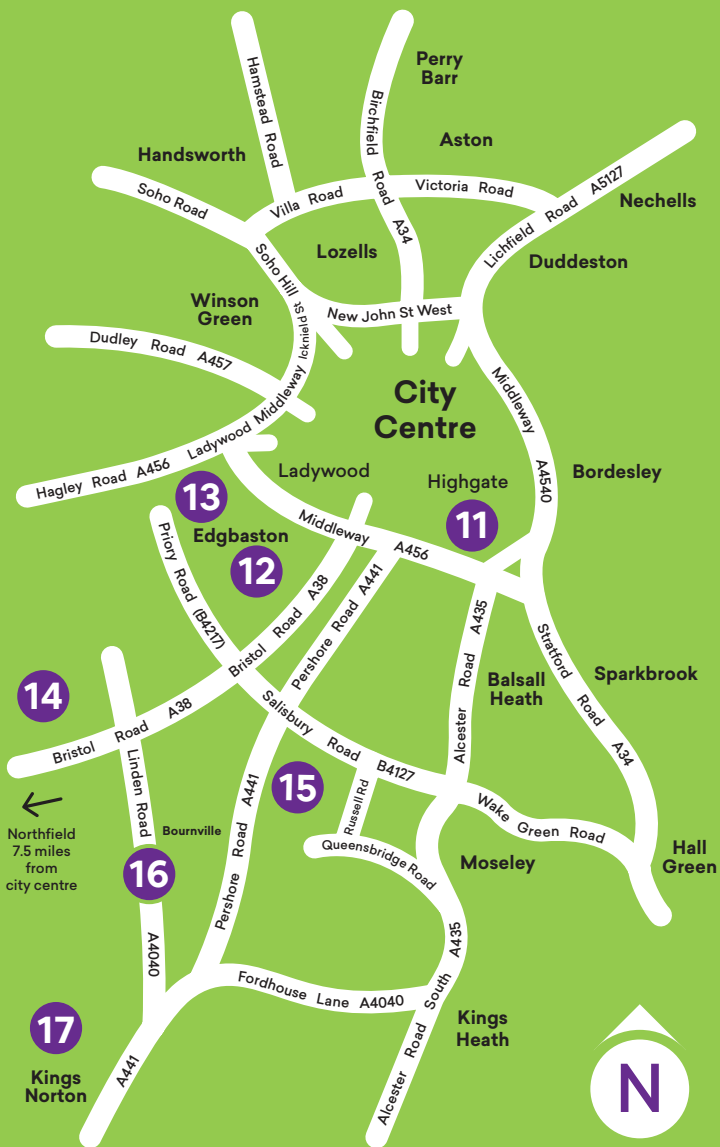 Perry
Barr
Hamstead Road
Birchfield
Road
A34
Aston
Handsworth
Soho Road
Villa Road
Victoria Road
Lichfield Road A5127
Nechells
Lozells
Duddeston
Soho Hill
Winson
Green
Icknield St
New John St West
Dudley Road A457
Middleway
A4540
City
Centre
Hagley Road A456
Ladywood Middleway
Ladywood
Highgate
Bordesley
13
11
Edgbaston
12
Middleway
A456
Priory Road (B4217)
Bristol Road A38
Pershore Road A441
Alcester Road A435
Stratford Road A34
Balsall
Heath
Sparkbrook
14
Bristol Road A38
Linden Road
Salisbury Road B4127
15
Russell Rd
Wake Green Road
Northfield
7.5 miles
from
city centre
Bournville
16
Pershore Road A441
Queensbridge Road
Moseley
Hall
Green
A4040
Fordhouse Lane A4040
Alcester Road South A435
17
Kings
Norton
A441
Kings
Heath
N